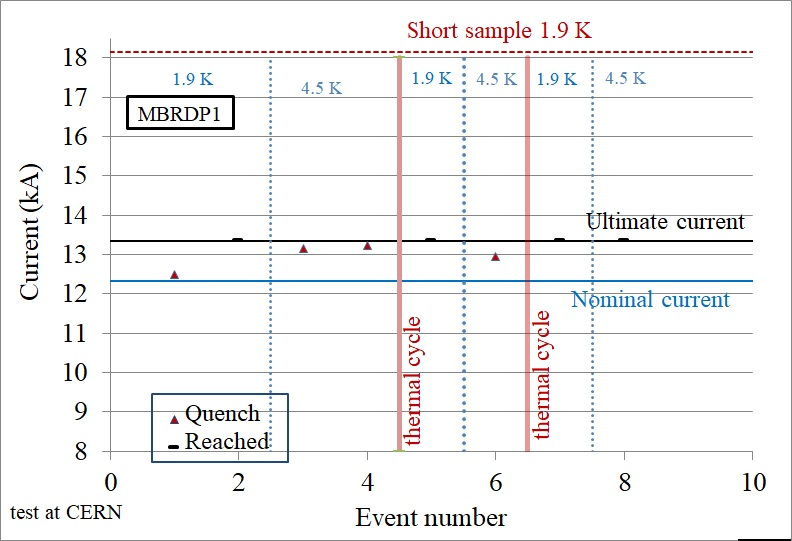 Short sample 1.9 K
18
17
16
15
14
13
12
11
10
9
8
Current (kA)
1.9 K
4.5 K
1.9 K
4.5 K
1.9 K
4.5 K
MBRDP1
Ultimate current
Nominal current
thermal cycle
thermal cycle
Quench
Reached
0 2 4 6 8 10
Event number
test at CERN